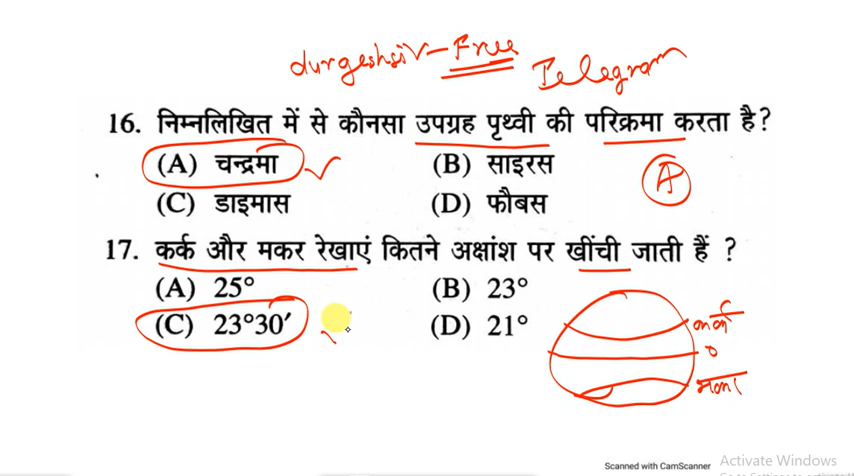 durgeshsir - Free
Telegram
16. निम्नलिखित में से कौनसा उपग्रह पृथ्वी की परिक्रमा करता है?
(A) चन्द्रमा (B) साइरस
(C) डाइमास (D) फौबस
A
17. कर्क और मकर रेखाएं कितने अक्षांश पर खींची जाती हैं ?
(A) 25° (B) 23°
(C) 23°30′ (D) 21°
कर्क
0
मकर
Scanned with CamScanner
Activate Windows